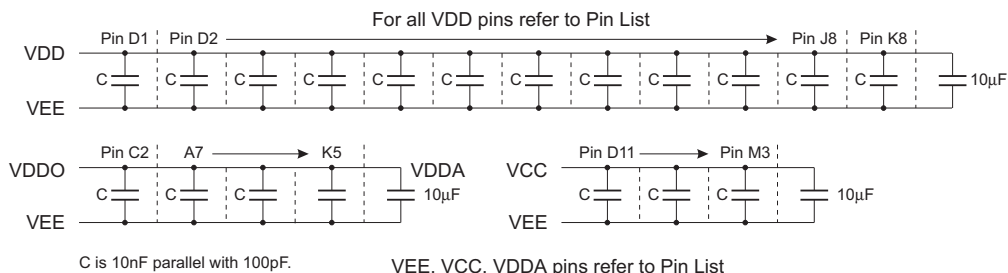 For all VDD pins refer to Pin List
Pin D1 Pin D2 Pin J8 Pin K8
VDD
C C C C C C C C C C C C 10µF
VEE
Pin C2 A7 K5
VDDO VDDA
C C C C 10µF
VEE
Pin D11 Pin M3
VCC
C C C 10µF
VEE
C is 10nF parallel with 100pF.
VEE, VCC, VDDA pins refer to Pin List